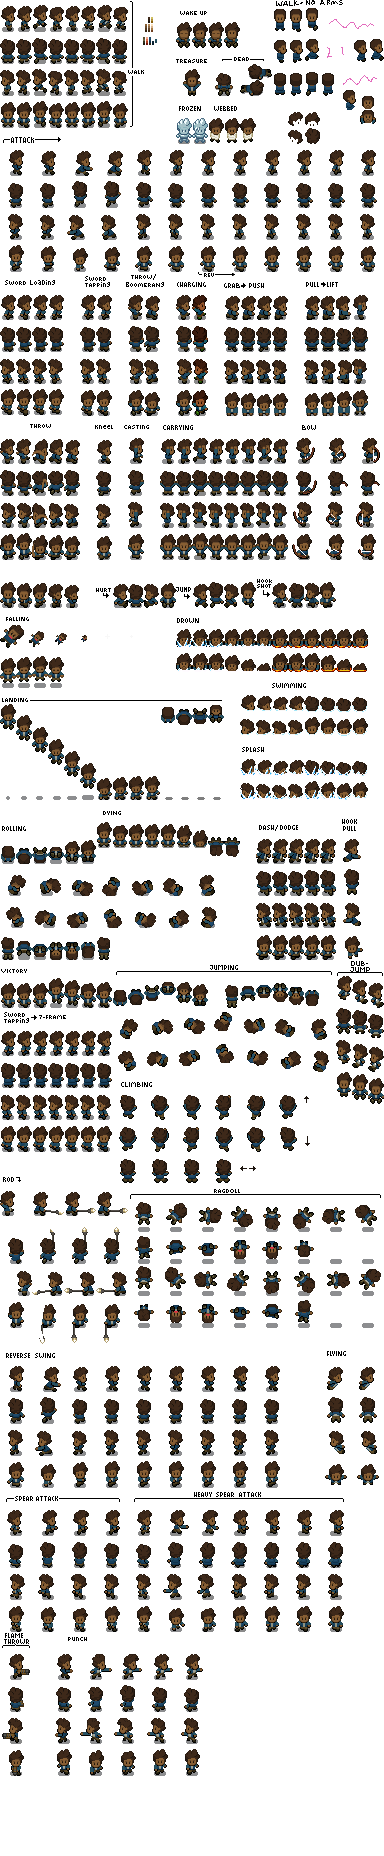 WALK-NO ARMS
WAKE UP
TREASURE
DEAD
WALK
FROZEN
WEBBED
ATTACK
REV
SWORD LOADING
SWORD TAPPING
THROW/ BOOMERANG
CHARGING
GRAB→PUSH
PULL→LIFT
THROW
KNEEL
CASTING
CARRYING
BOW
HURT
JUMP
HOOK SHOT
FALLING
DROWN
SWIMMING
LANDING
SPLASH
DYING
ROLLING
DASH/DODGE
HOOK PULL
VICTORY
JUMPING
DUB-JUMP
SWORD TAPPING → 7-FRAME
CLIMBING
ROD
RAGDOLL
REVERSE SWING
FLYING
SPEAR ATTACK
HEAVY SPEAR ATTACK
FLAME THROWR
PUNCH